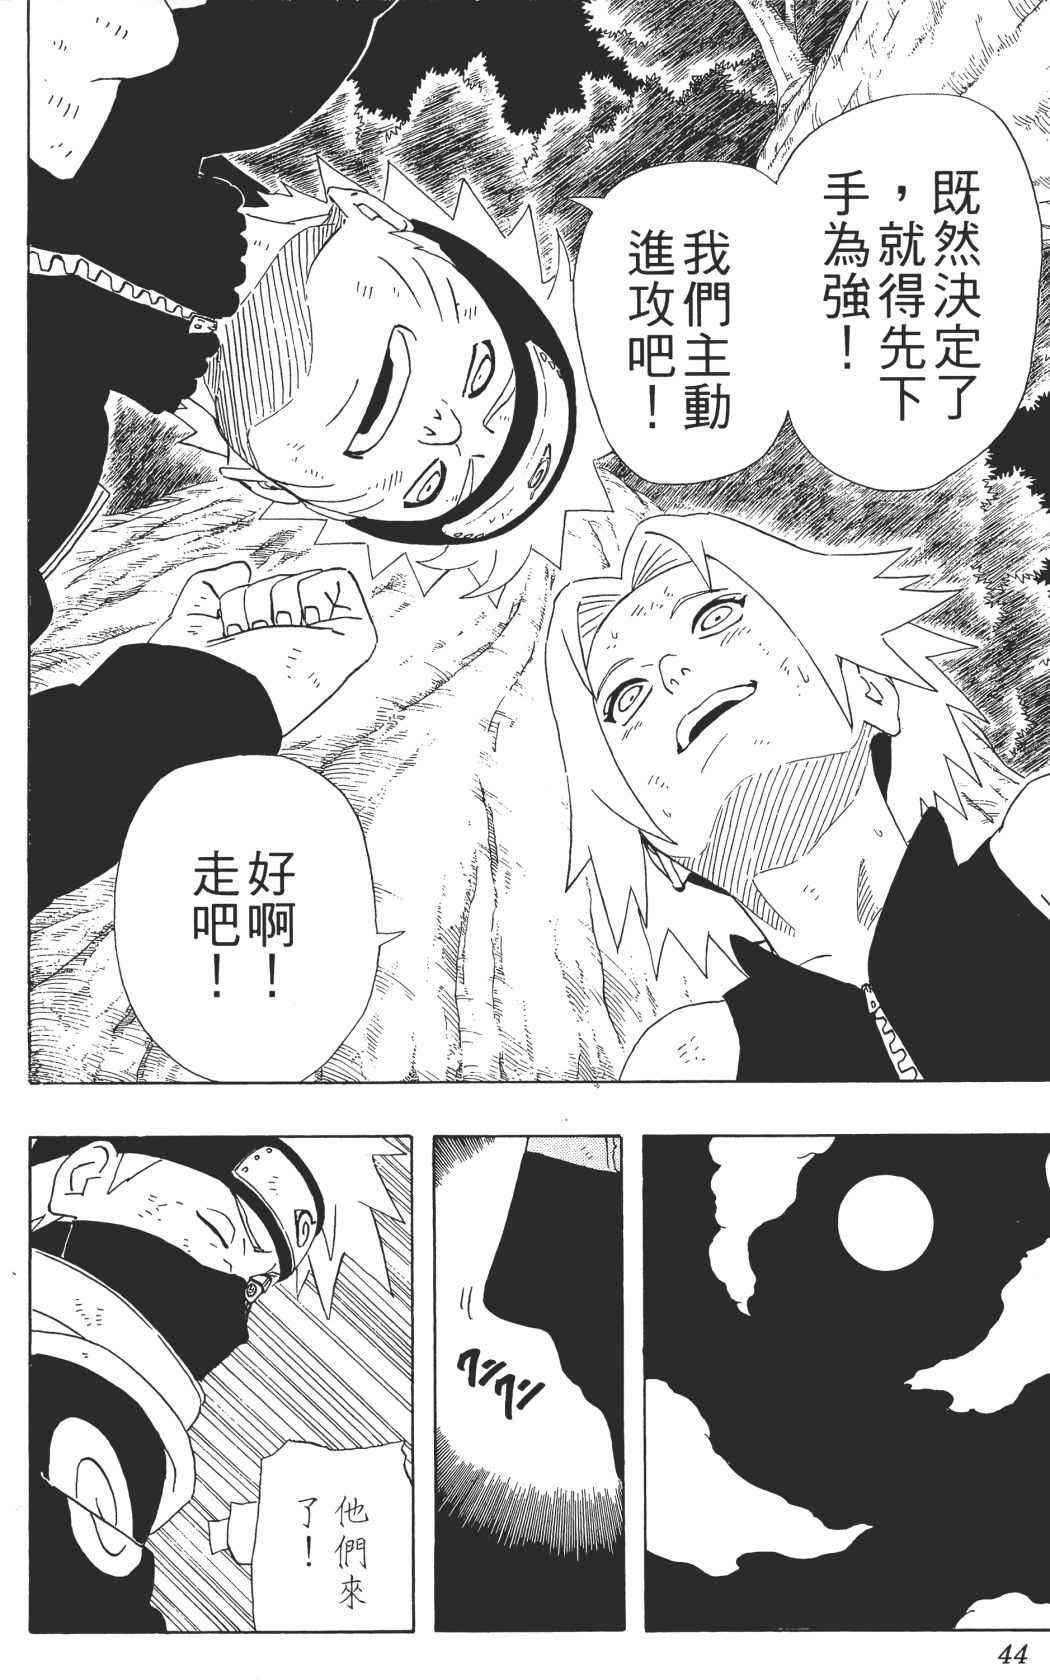 既然決定了
，就得先下
手為強！
我們主動
進攻吧！
好啊！
走吧！
クンクン
他們來
了！
44